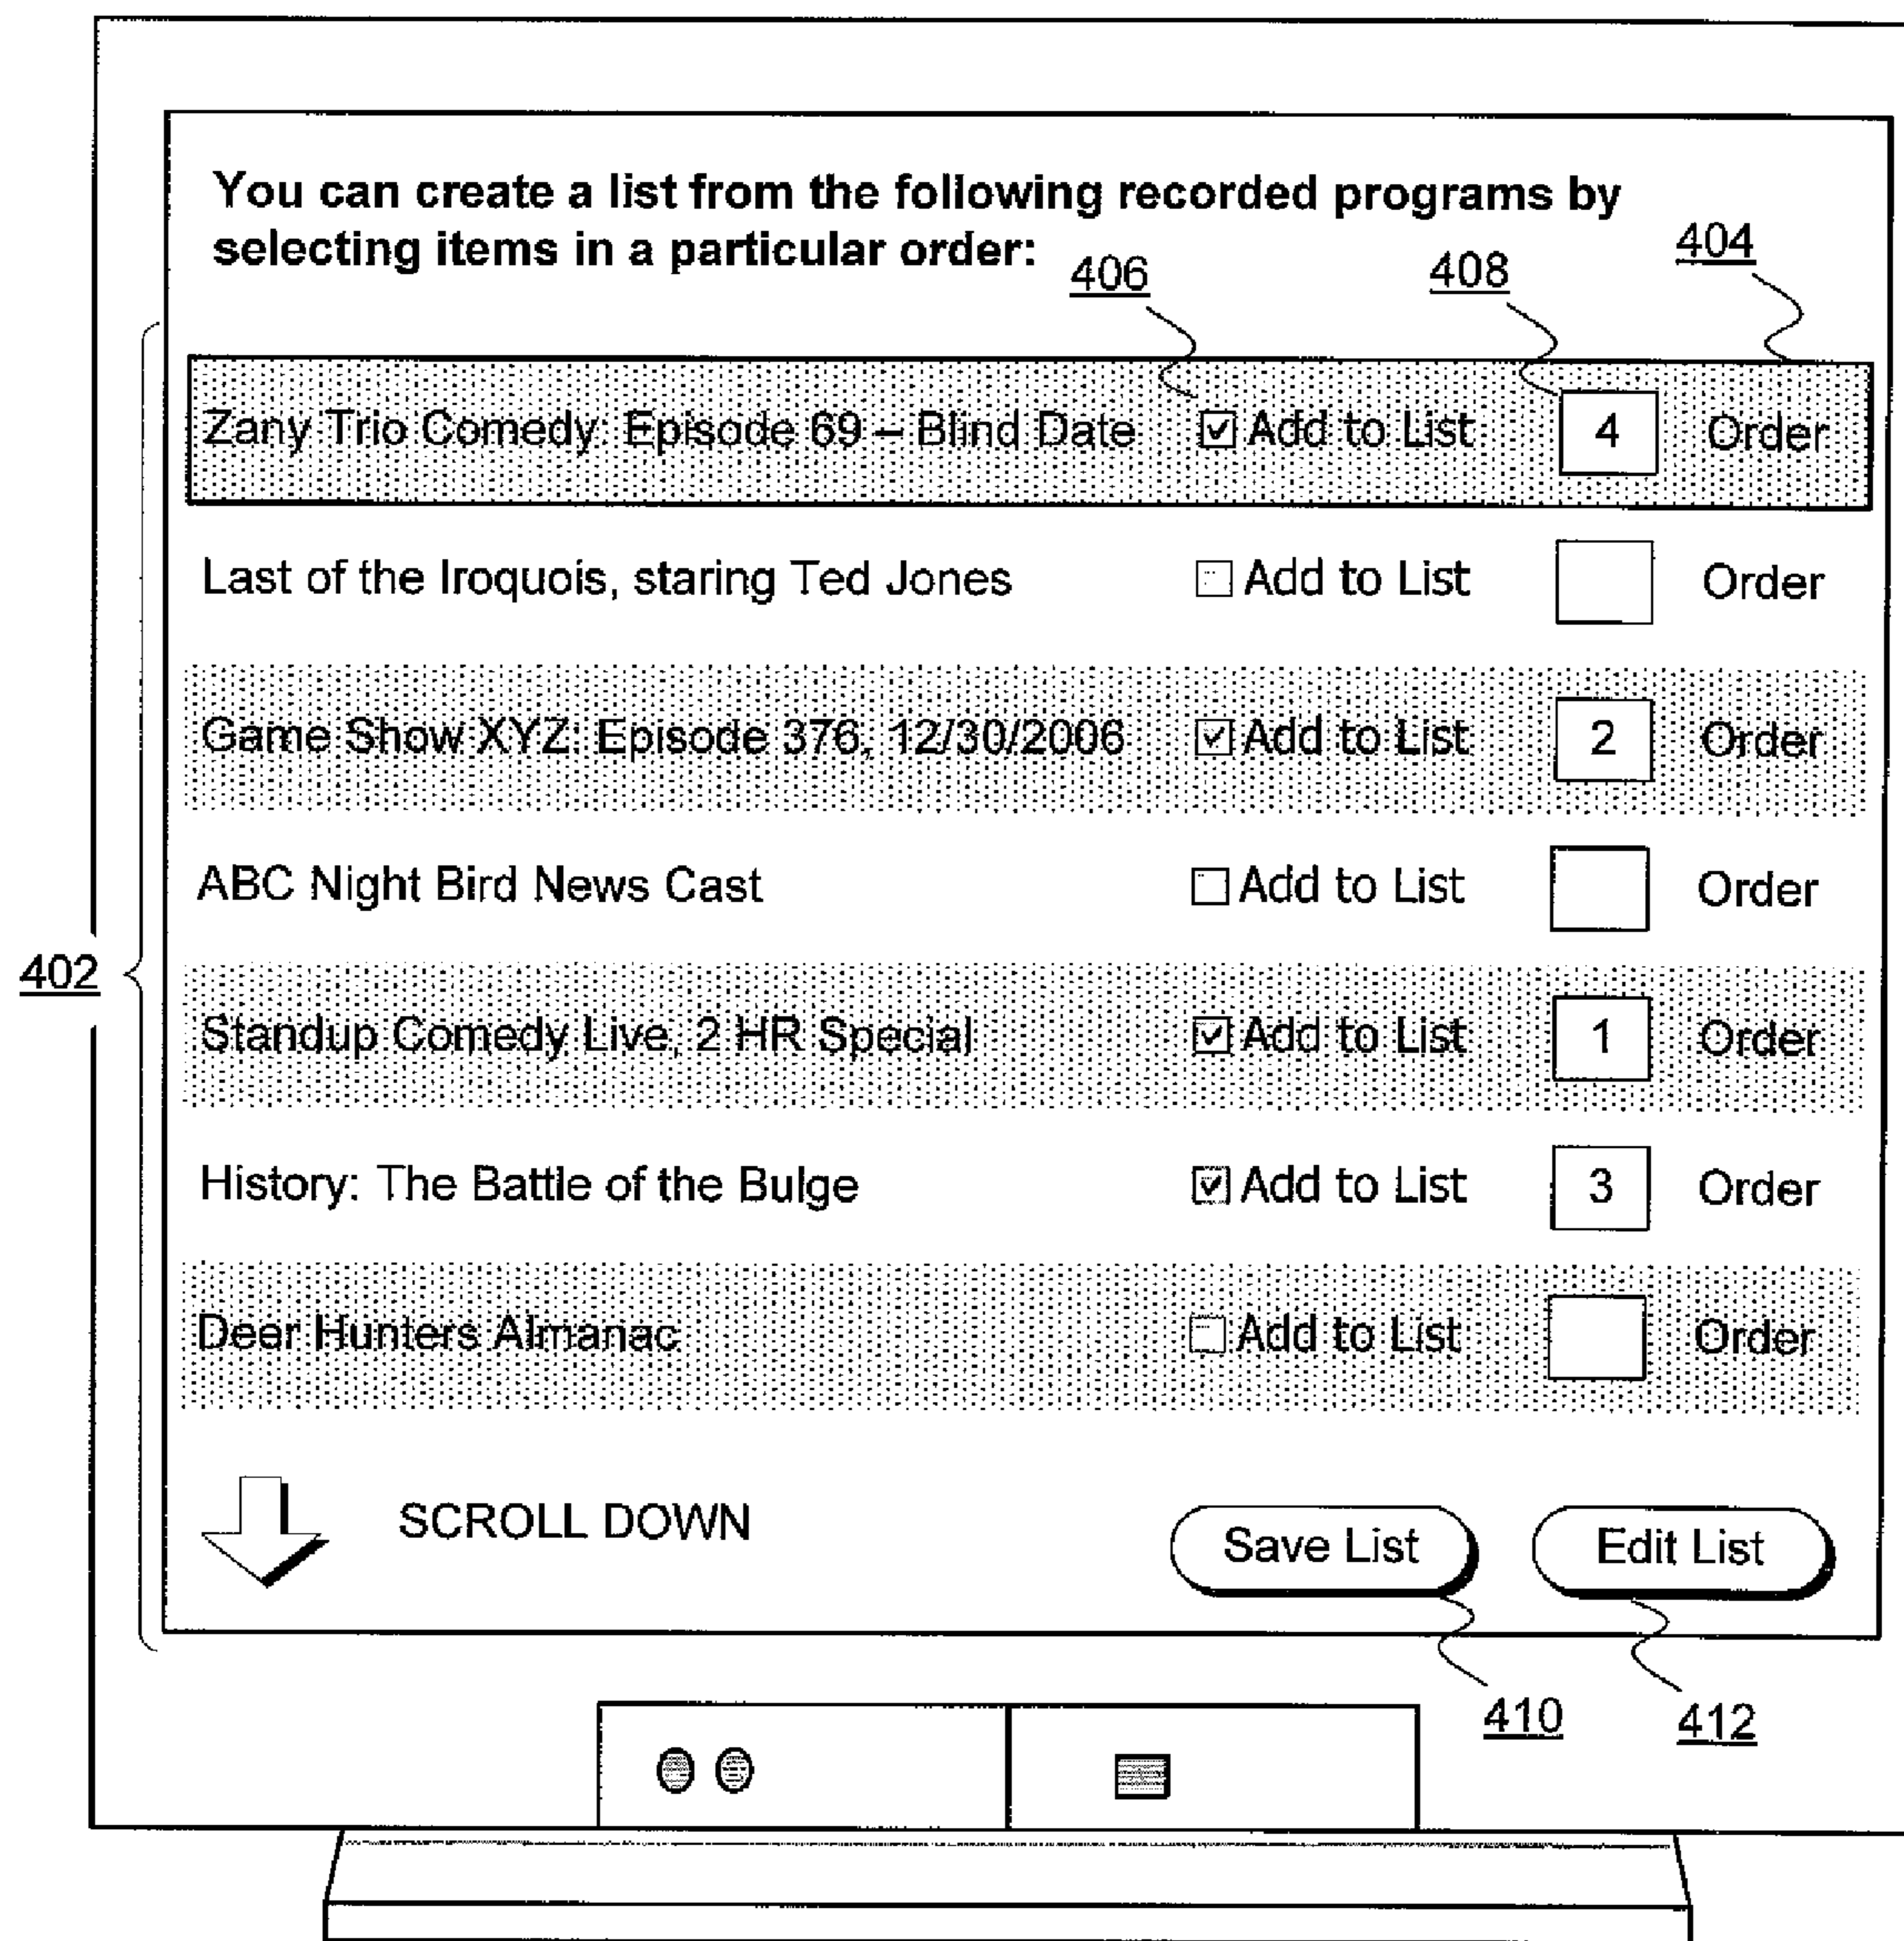 You can create a list from the following recorded programs by
selecting items in a particular order:
406 408 404
Zany Trio Comedy: Episode 69 – Blind Date Add to List 4 Order
Last of the Iroquois, staring Ted Jones Add to List Order
Game Show XYZ: Episode 376, 12/30/2006 Add to List 2 Order
ABC Night Bird News Cast Add to List Order
402
Standup Comedy Live, 2 HR Special Add to List 1 Order
History: The Battle of the Bulge Add to List 3 Order
Deer Hunters Almanac Add to List Order
SCROLL DOWN Save List Edit List
410 412